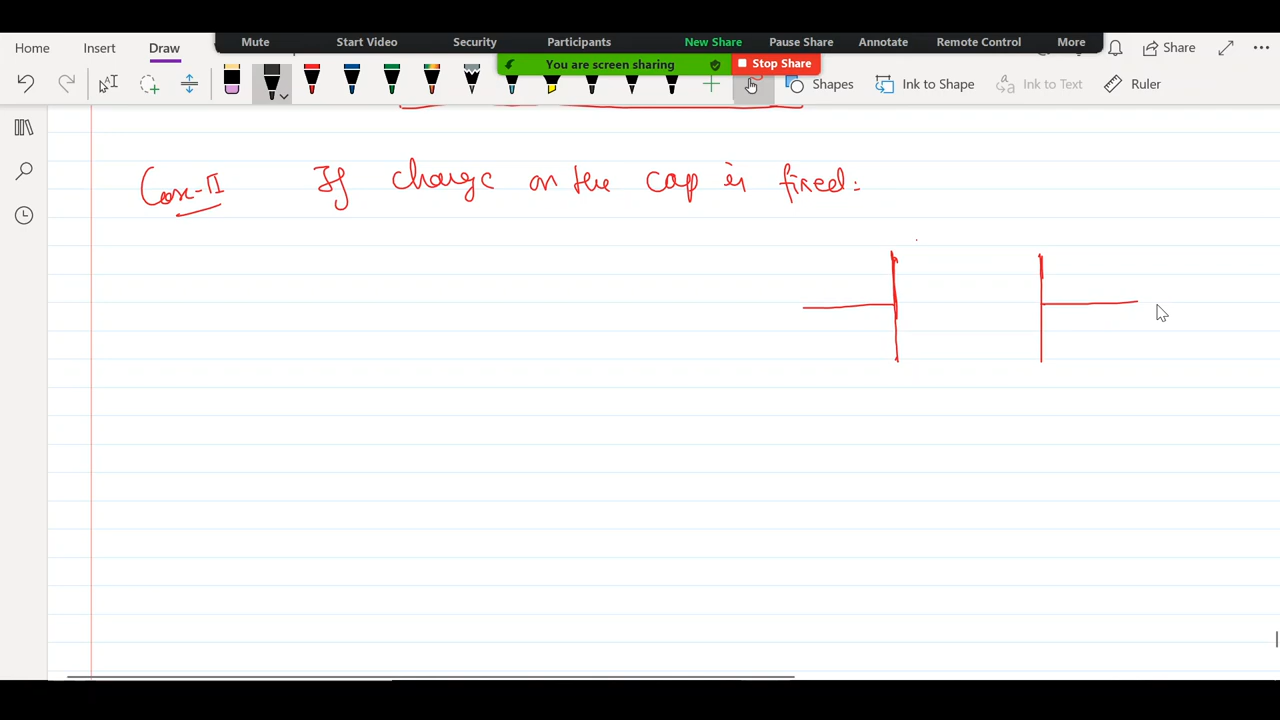 Mute Start Video Security Participants New Share Pause Share Annotate Remote Control More
Home Insert Draw Share
You are screen sharing Stop Share
Shapes Ink to Shape Ink to Text Ruler
Case-II If charge on the cap is fixed: